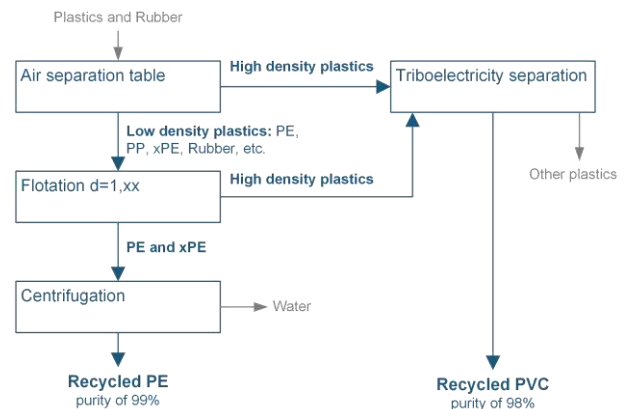 Plastics and Rubber
Air separation table
High density plastics
Triboelectricity separation
Low density plastics: PE,
PP, xPE, Rubber, etc.
Other plastics
Flotation d=1,xx
High density plastics
PE and xPE
Centrifugation
Water
Recycled PE
purity of 99%
Recycled PVC
purity of 98%